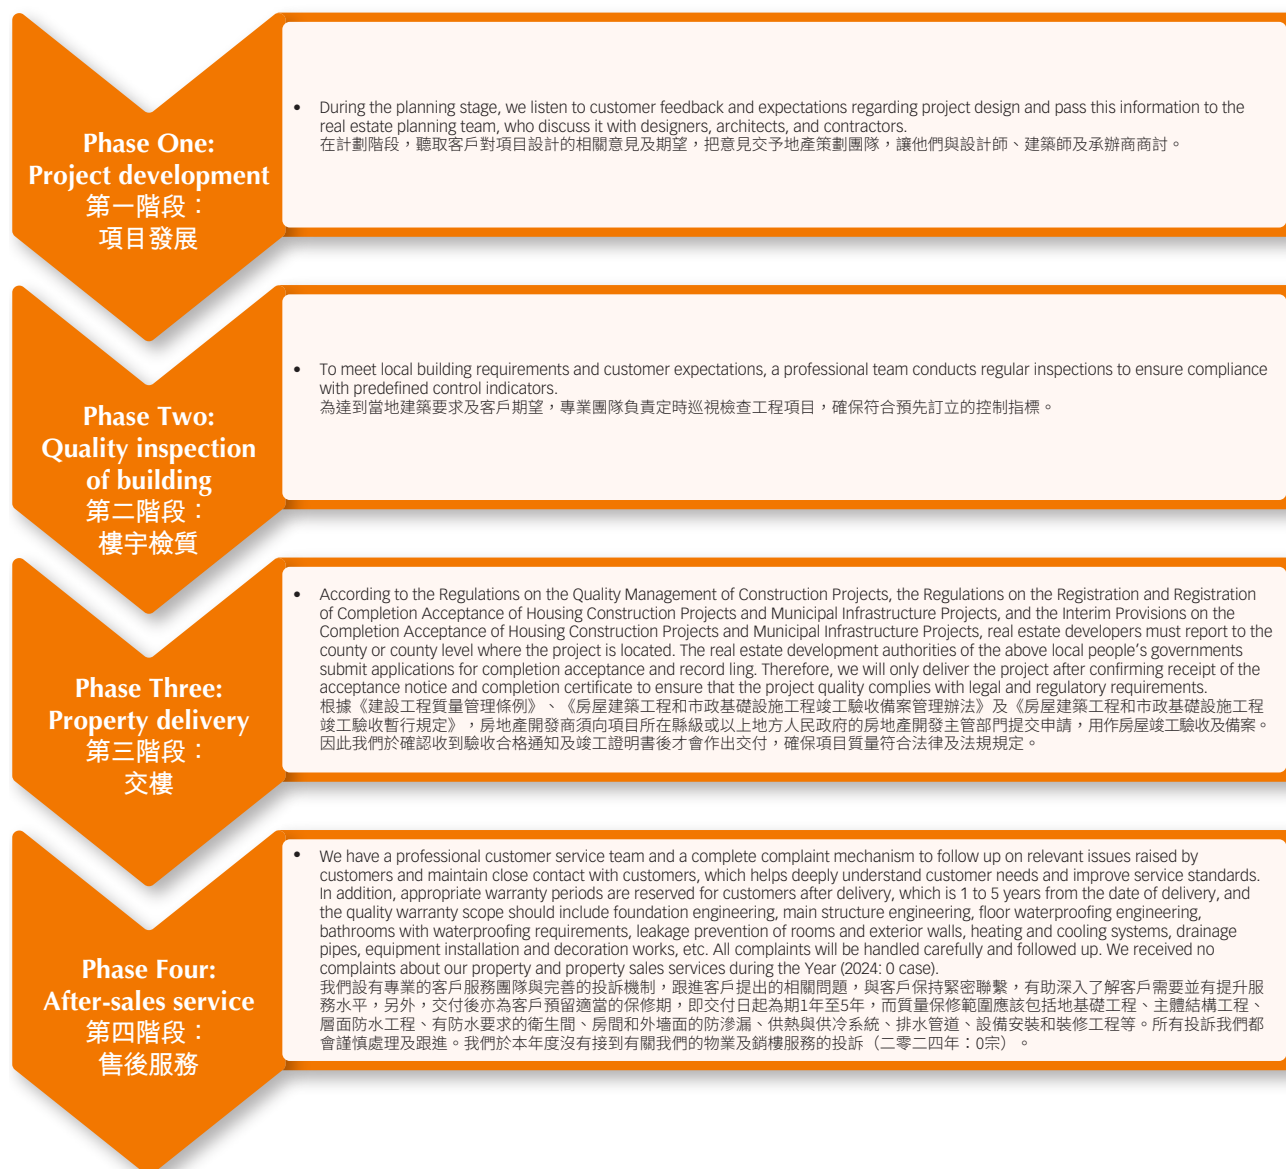 Phase One:
Project development
第一階段：
項目發展
• During the planning stage, we listen to customer feedback and expectations regarding project design and pass this information to the
real estate planning team, who discuss it with designers, architects, and contractors.
在計劃階段，聽取客戶對項目設計的相關意見及期望，把意見交予地產策劃團隊，讓他們與設計師、建築師及承辦商商討。
Phase Two:
Quality inspection
of building
第二階段：
樓宇檢質
• To meet local building requirements and customer expectations, a professional team conducts regular inspections to ensure compliance
with predefined control indicators.
為達到當地建築要求及客戶期望，專業團隊負責定時巡視檢查工程項目，確保符合預先訂立的控制指標。
Phase Three:
Property delivery
第三階段：
交樓
• According to the Regulations on the Quality Management of Construction Projects, the Regulations on the Registration and Registration
of Completion Acceptance of Housing Construction Projects and Municipal Infrastructure Projects, and the Interim Provisions on the
Completion Acceptance of Housing Construction Projects and Municipal Infrastructure Projects, real estate developers must report to the
county or county level where the project is located. The real estate development authorities of the above local people’s governments
submit applications for completion acceptance and record ling. Therefore, we will only deliver the project after confirming receipt of the
acceptance notice and completion certificate to ensure that the project quality complies with legal and regulatory requirements.
根據《建設工程質量管理條例》、《房屋建築工程和市政基礎設施工程竣工驗收備案管理辦法》及《房屋建築工程和市政基礎設施工程
竣工驗收暫行規定》，房地產開發商須向項目所在縣級或以上地方人民政府的房地產開發主管部門提交申請，用作房屋竣工驗收及備案。
因此我們於確認收到驗收合格通知及竣工證明書後才會作出交付，確保項目質量符合法律及法規規定。
Phase Four:
After-sales service
第四階段：
售後服務
• We have a professional customer service team and a complete complaint mechanism to follow up on relevant issues raised by
customers and maintain close contact with customers, which helps deeply understand customer needs and improve service standards.
In addition, appropriate warranty periods are reserved for customers after delivery, which is 1 to 5 years from the date of delivery, and
the quality warranty scope should include foundation engineering, main structure engineering, floor waterproofing engineering,
bathrooms with waterproofing requirements, leakage prevention of rooms and exterior walls, heating and cooling systems, drainage
pipes, equipment installation and decoration works, etc. All complaints will be handled carefully and followed up. We received no
complaints about our property and property sales services during the Year (2024: 0 case).
我們設有專業的客戶服務團隊與完善的投訴機制，跟進客戶提出的相關問題，與客戶保持緊密聯繫，有助深入了解客戶需要並有提升服
務水平，另外，交付後亦為客戶預留適當的保修期，即交付日起為期1年至5年，而質量保修範圍應該包括地基礎工程、主體結構工程、
層面防水工程、有防水要求的衛生間、房間和外墻面的防滲漏、供熱與供冷系統、排水管道、設備安裝和裝修工程等。所有投訴我們都
會謹慎處理及跟進。我們於本年度沒有接到有關我們的物業及銷樓服務的投訴（二零二四年：0宗）。